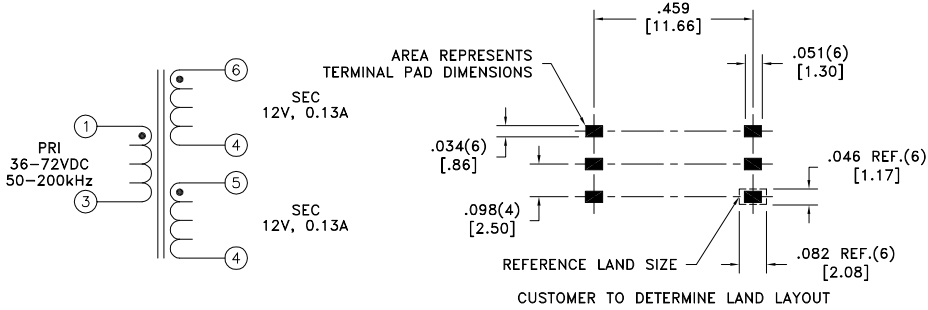 1
3
PRI
36-72VDC
50-200kHz
6
4
5
4
SEC
12V, 0.13A
SEC
12V, 0.13A
.459
[11.66]
AREA REPRESENTS
TERMINAL PAD DIMENSIONS
.051(6)
[1.30]
.034(6)
[.86]
.046 REF.(6)
[1.17]
.098(4)
[2.50]
REFERENCE LAND SIZE
.082 REF.(6)
[2.08]
CUSTOMER TO DETERMINE LAND LAYOUT